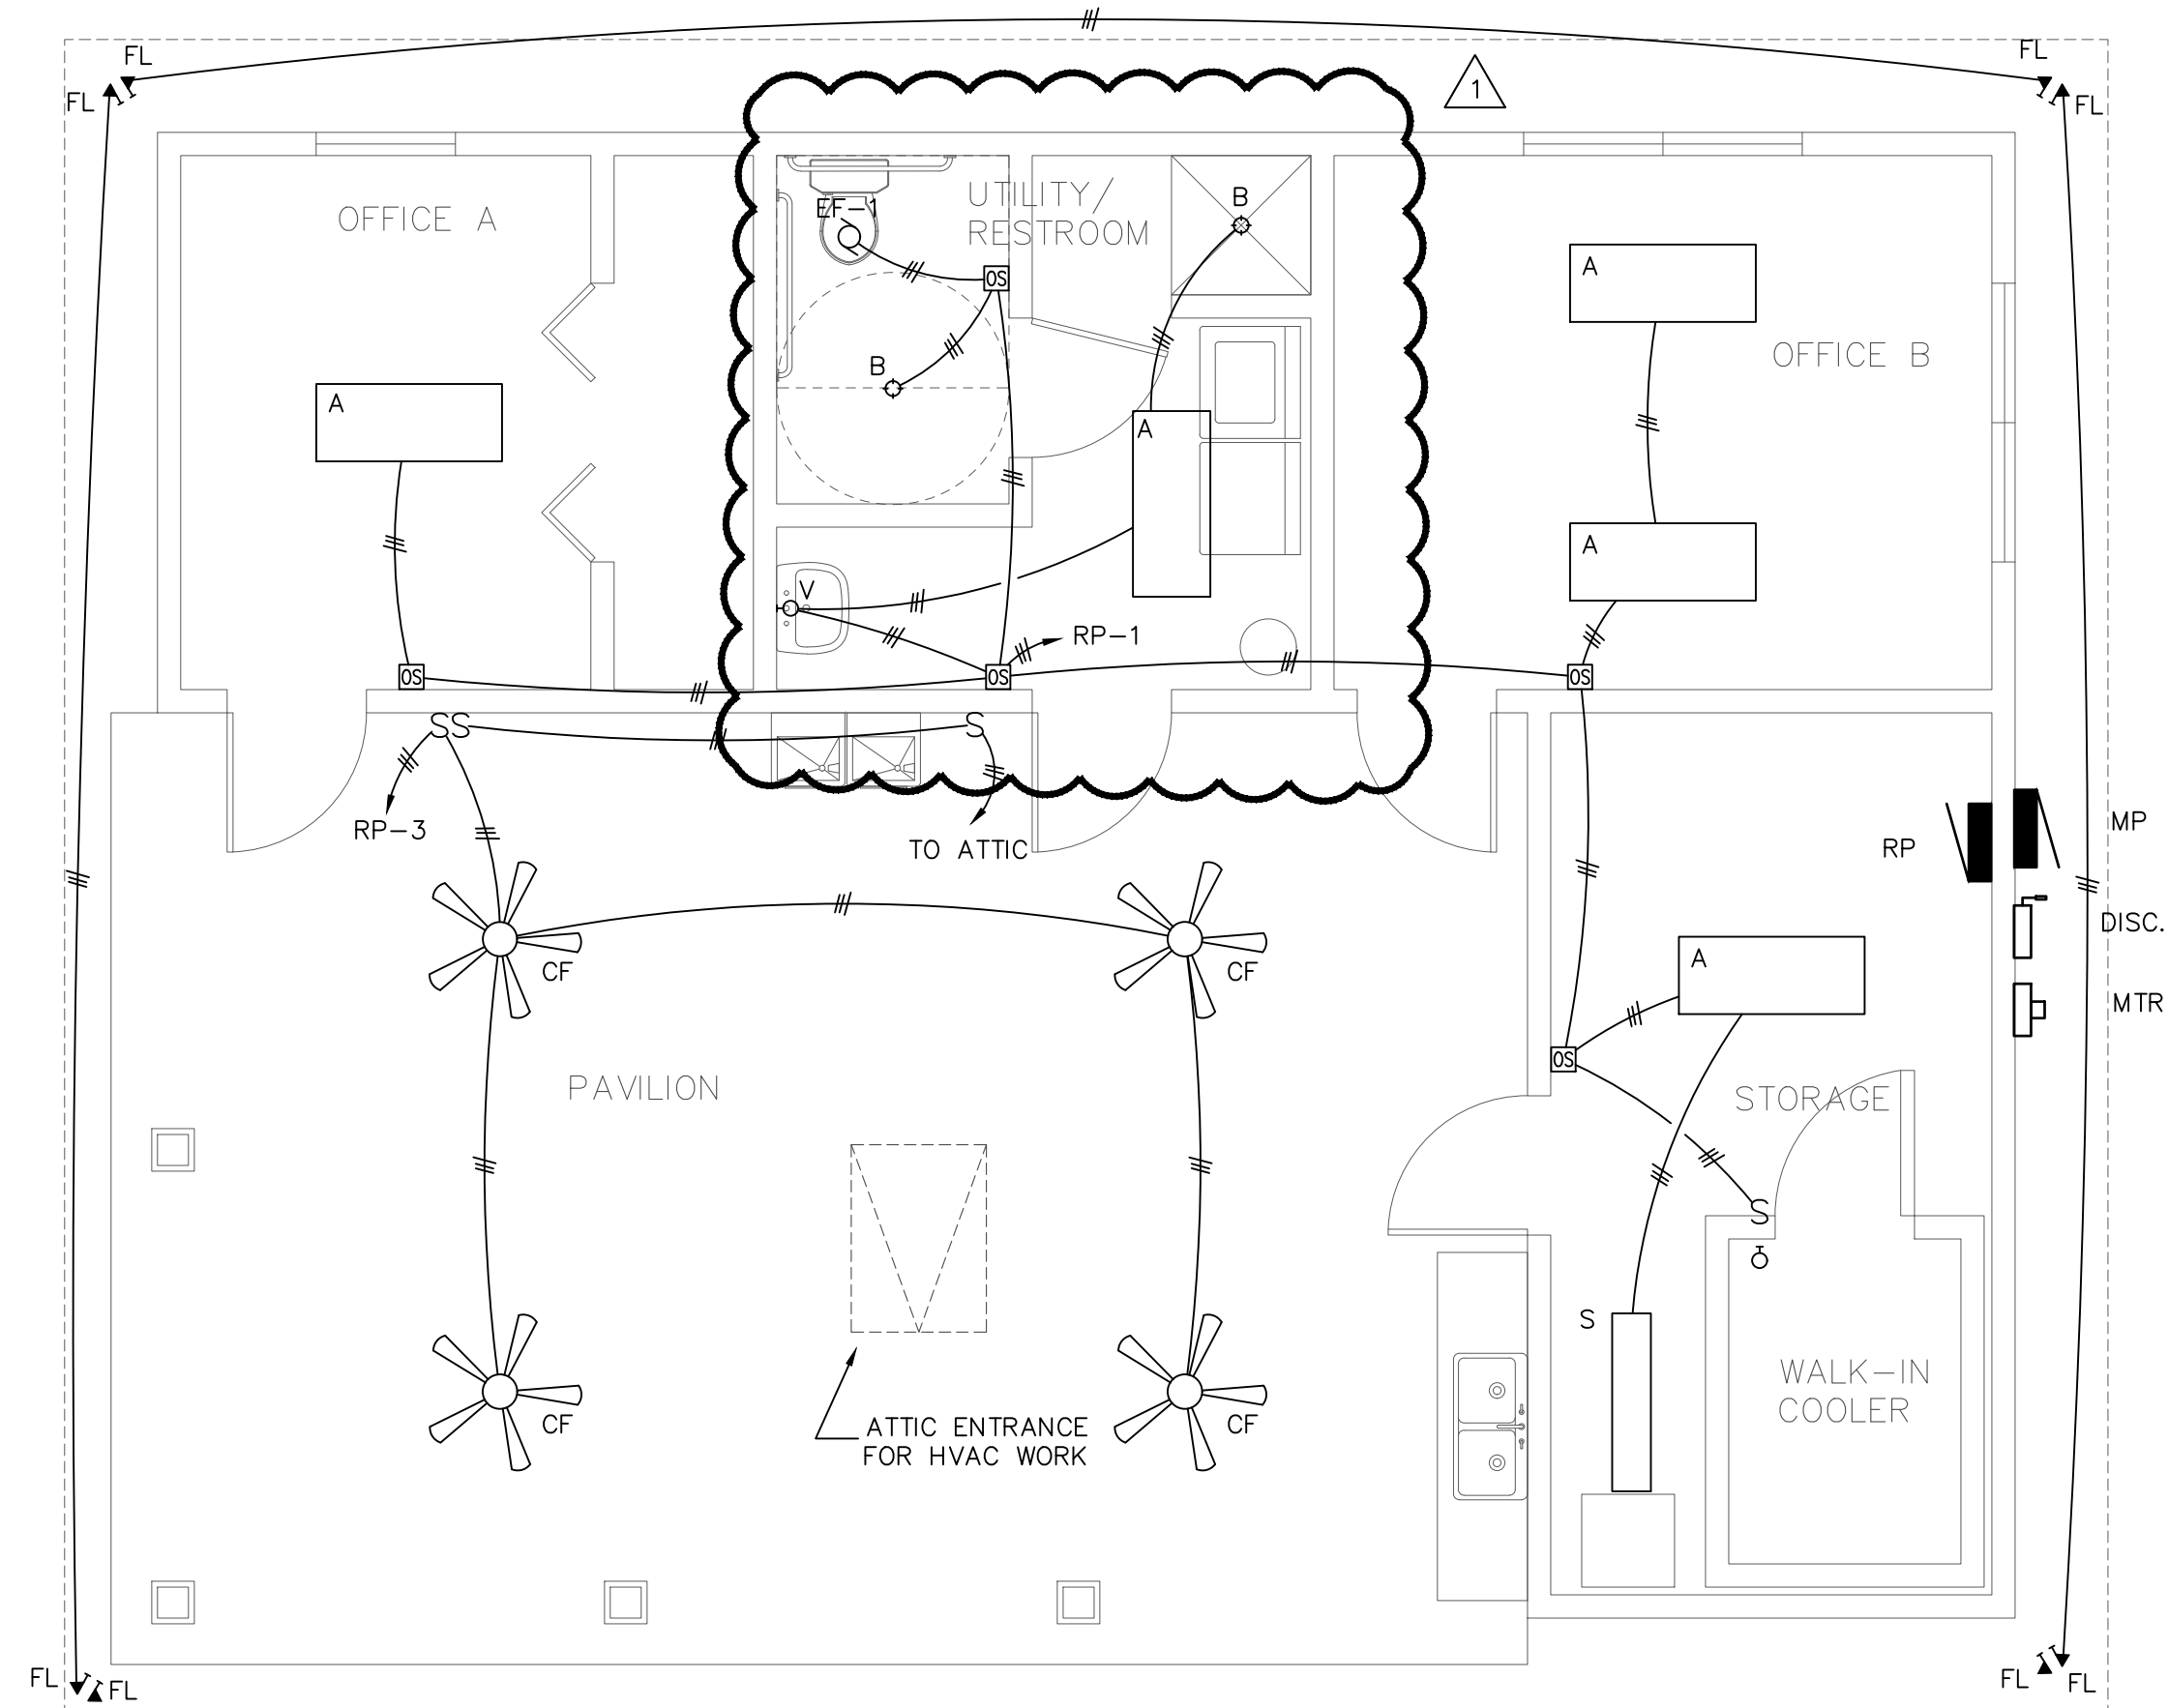 FL
FL
FL
FL
1
OFFICE A
EF-1
UTILITY/
RESTROOM
B
OS
A
OFFICE B
B
A
A
A
V
RP-1
OS
OS
OS
SS
S
RP-3
TO ATTIC
RP
MP
DISC.
MTR
CF
CF
A
OS
PAVILION
STORAGE
S
S
WALK-IN
COOLER
CF
CF
ATTIC ENTRANCE
FOR HVAC WORK
FL
FL
FL
FL